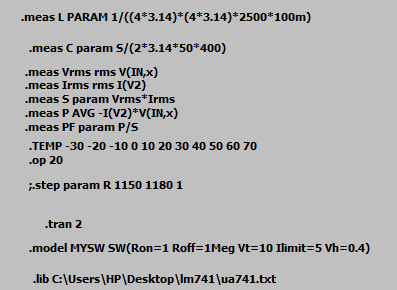 .meas L PARAM 1/((4*3.14)*(4*3.14)*2500*100m)
.meas C param S/(2*3.14*50*400)
.meas Vrms rms V(IN,x)
.meas Irms rms I(V2)
.meas S param Vrms*Irms
.meas P AVG -I(V2)*V(IN,x)
.meas PF param P/S
.TEMP -30 -20 -10 0 10 20 30 40 50 60 70
.op 20
;.step param R 1150 1180 1
.tran 2
.model MYSW SW(Ron=1 Roff=1Meg Vt=10 Ilimit=5 Vh=0.4)
.lib C:\Users\HP\Desktop\lm741\ua741.txt